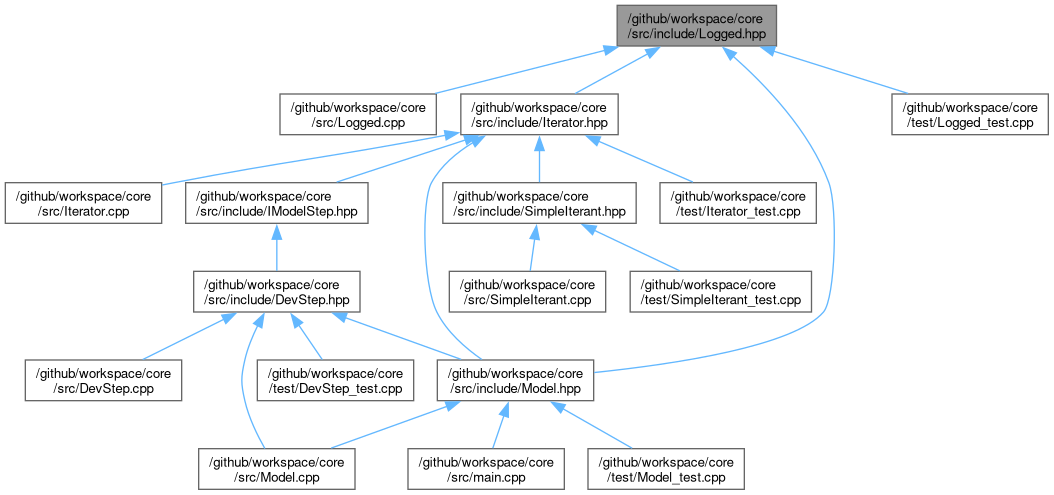 /github/workspace/core
/src/include/Logged.hpp
/github/workspace/core
/src/Logged.cpp
/github/workspace/core
/src/include/Iterator.hpp
/github/workspace/core
/test/Logged_test.cpp
/github/workspace/core
/src/Iterator.cpp
/github/workspace/core
/src/include/IModelStep.hpp
/github/workspace/core
/src/include/SimpleIterant.hpp
/github/workspace/core
/test/Iterator_test.cpp
/github/workspace/core
/src/include/DevStep.hpp
/github/workspace/core
/src/SimpleIterant.cpp
/github/workspace/core
/test/SimpleIterant_test.cpp
/github/workspace/core
/src/DevStep.cpp
/github/workspace/core
/test/DevStep_test.cpp
/github/workspace/core
/src/include/Model.hpp
/github/workspace/core
/src/Model.cpp
/github/workspace/core
/src/main.cpp
/github/workspace/core
/test/Model_test.cpp